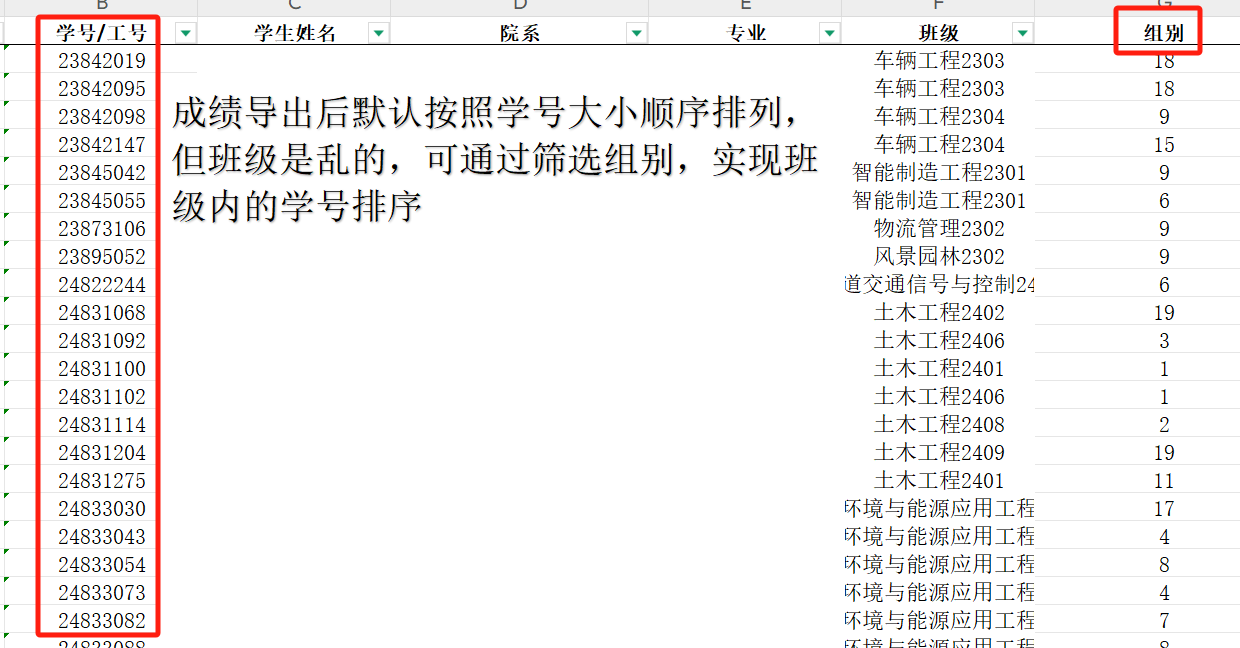 B C D E F G
学号/工号 学生姓名 院系 专业 班级 组别
23842019 车辆工程2303 18
23842095 车辆工程2303 18
23842098 车辆工程2304 9
23842147 车辆工程2304 15
23845042 智能制造工程2301 9
23845055 智能制造工程2301 6
23873106 物流管理2302 9
23895052 风景园林2302 9
24822244 道交通信号与控制24 6
24831068 土木工程2402 19
24831092 土木工程2406 3
24831100 土木工程2401 1
24831102 土木工程2406 1
24831114 土木工程2408 2
24831204 土木工程2409 19
24831275 土木工程2401 11
24833030 环境与能源应用工程 17
24833043 环境与能源应用工程 4
24833054 环境与能源应用工程 8
24833073 环境与能源应用工程 4
24833082 环境与能源应用工程 7
24833088 环境与能源应用工程 8
成绩导出后默认按照学号大小顺序排列，
但班级是乱的，可通过筛选组别，实现班
级内的学号排序